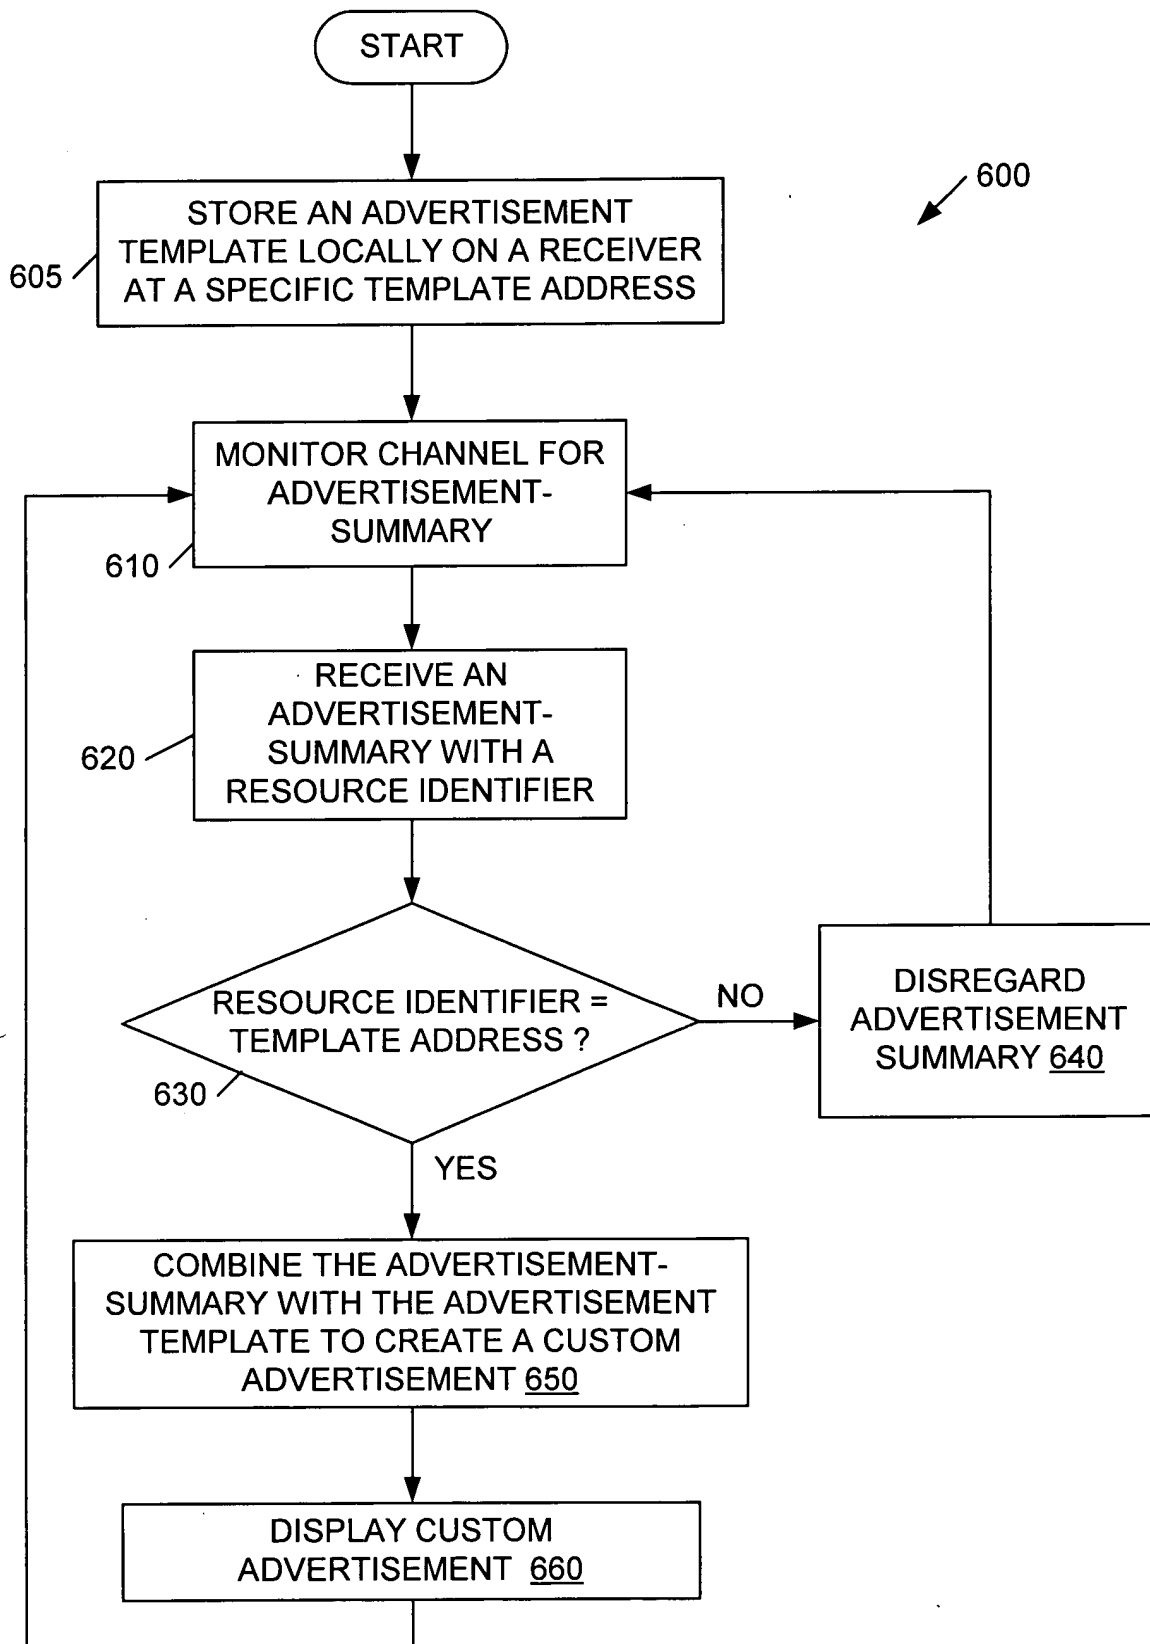 START
600
STORE AN ADVERTISEMENT
TEMPLATE LOCALLY ON A RECEIVER
AT A SPECIFIC TEMPLATE ADDRESS
605
MONITOR CHANNEL FOR
ADVERTISEMENT-
SUMMARY
610
RECEIVE AN
ADVERTISEMENT-
SUMMARY WITH A
RESOURCE IDENTIFIER
620
RESOURCE IDENTIFIER =
TEMPLATE ADDRESS ?
630
NO
DISREGARD
ADVERTISEMENT
SUMMARY 640
YES
COMBINE THE ADVERTISEMENT-
SUMMARY WITH THE ADVERTISEMENT
TEMPLATE TO CREATE A CUSTOM
ADVERTISEMENT 650
DISPLAY CUSTOM
ADVERTISEMENT 660